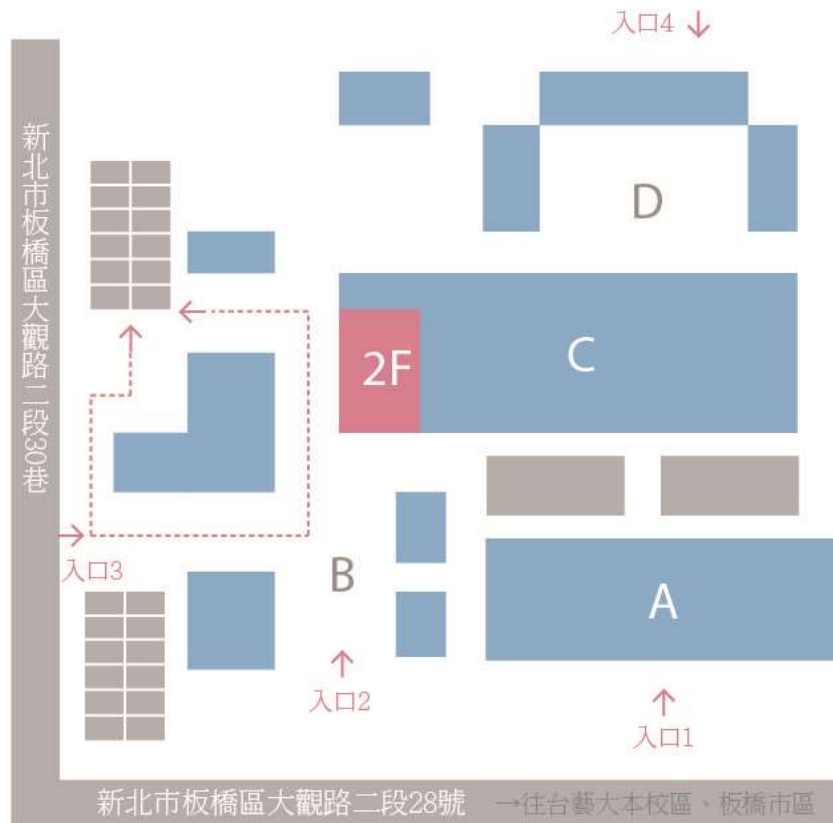 入口4
新北市板橋區大觀路二段30巷
D
C
2F
入口3
B
A
入口2
入口1
新北市板橋區大觀路二段28號
→往台藝大本校區、板橋市區